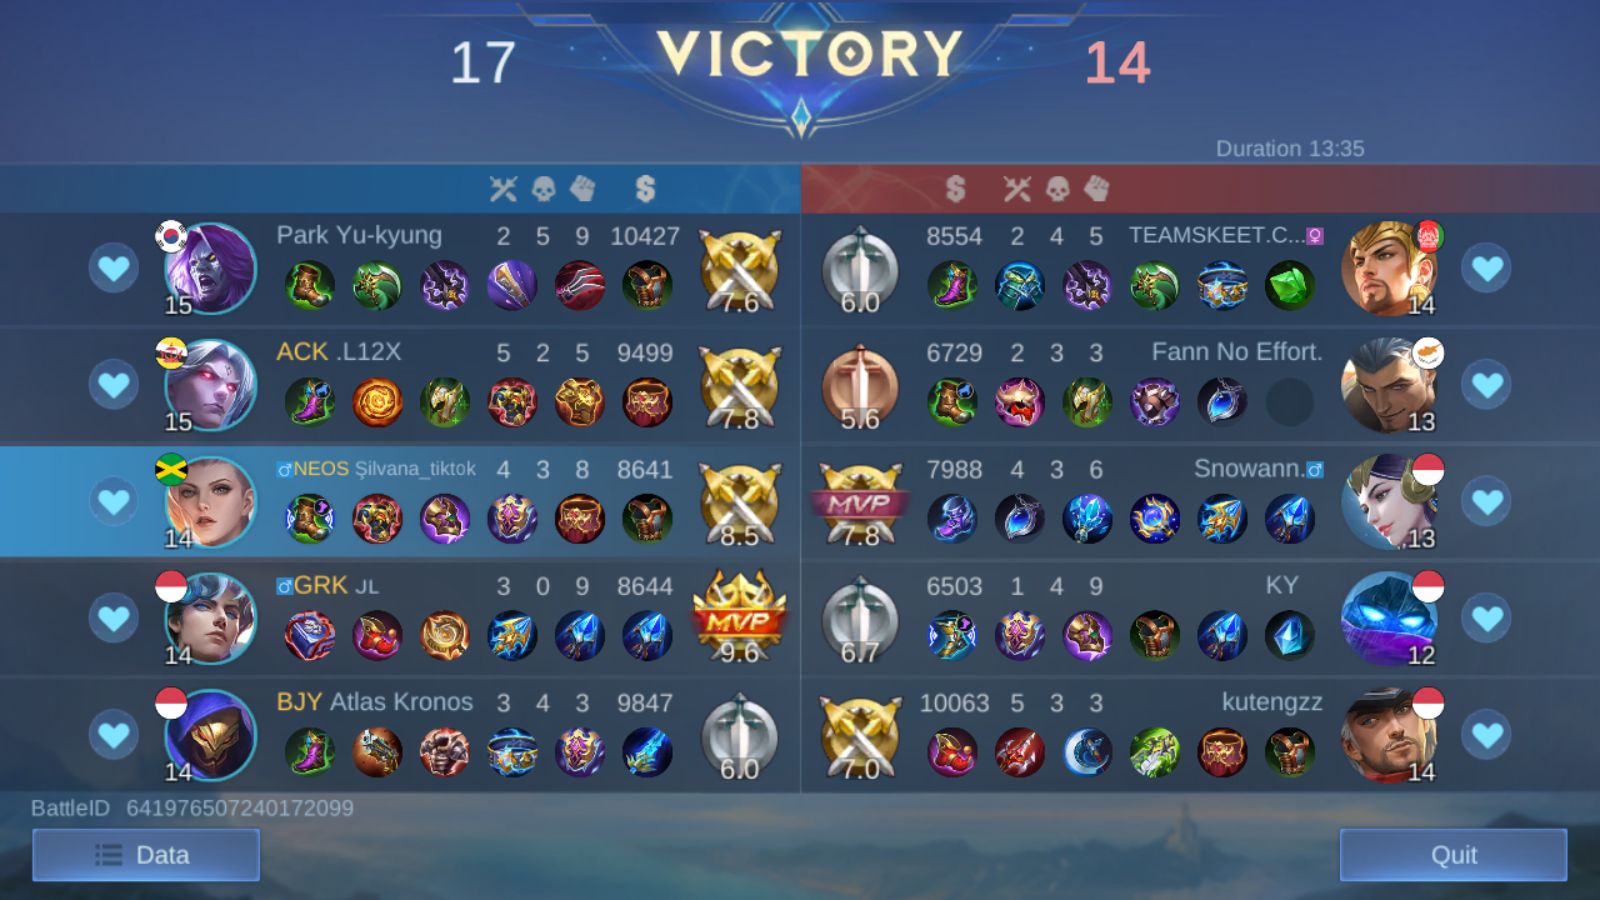 17 VICTORY 14
Duration 13:35
Park Yu-kyung 2 5 9 10427
15 7.6
6.0 8554 2 4 5 TEAMSKEET.C...
14
ACK .L12X 5 2 5 9499
15 7.8
5.6 6729 2 3 3 Fann No Effort.
13
NEOS Şilvana_tiktok 4 3 8 8641
14 8.5
MVP 7.8 7988 4 3 6 Snowann.
13
GRK JL 3 0 9 8644
14 MVP 9.6
6.7 6503 1 4 9 KY
12
BJY Atlas Kronos 3 4 3 9847
14 6.0
7.0 10063 5 3 3 kutengzz
14
BattleID 641976507240172099
Data
Quit